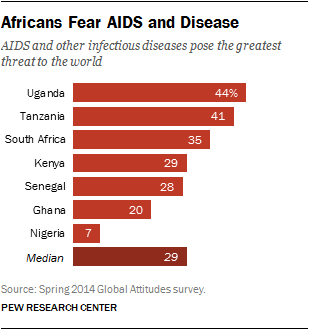 Africans Fear AIDS and Disease
AIDS and other infectious diseases pose the greatest
threat to the world
Uganda 44%
Tanzania 41
South Africa 35
Kenya 29
Senegal 28
Ghana 20
Nigeria 7
Median 29
Source: Spring 2014 Global Attitudes survey.
PEW RESEARCH CENTER